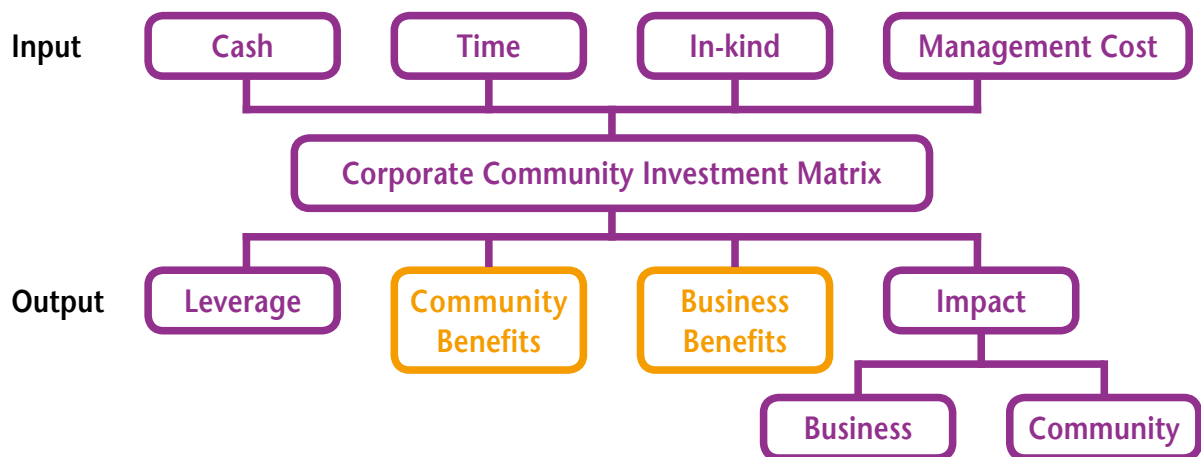 Input
Cash
Time
In-kind
Management Cost
Corporate Community Investment Matrix
Output
Leverage
Community
Benefits
Business
Benefits
Impact
Business
Community